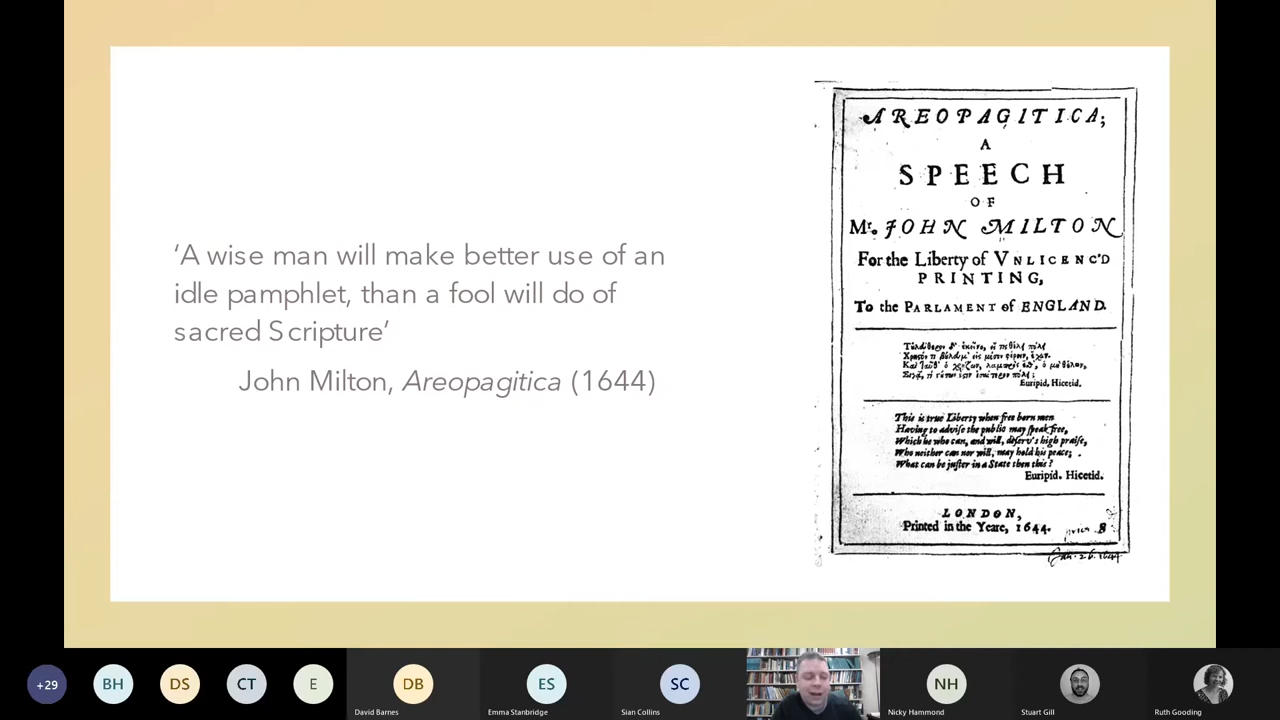 ‘A wise man will make better use of an
idle pamphlet, than a fool will do of
sacred Scripture’
John Milton, Areopagitica (1644)
AREOPAGITICA;
A
SPEECH
OF
Mr. JOHN MILTON
For the Liberty of VNLICENC'D
PRINTING,
To the PARLAMENT of ENGLAND.
Euripid. Hicetid.
This is true Liberty when free born men
Having to advise the public may speak free,
Which he who can, and will, deserv's high praise,
Who neither can nor will, may hold his peace;
What can be juster in a State then this?
Euripid. Hicetid.
LONDON,
Printed in the Yeare, 1644.
+29
BH
DS
CT
E
DB
David Barnes
ES
Emma Stanbridge
SC
Sian Collins
NH
Nicky Hammond
Stuart Gill
Ruth Gooding